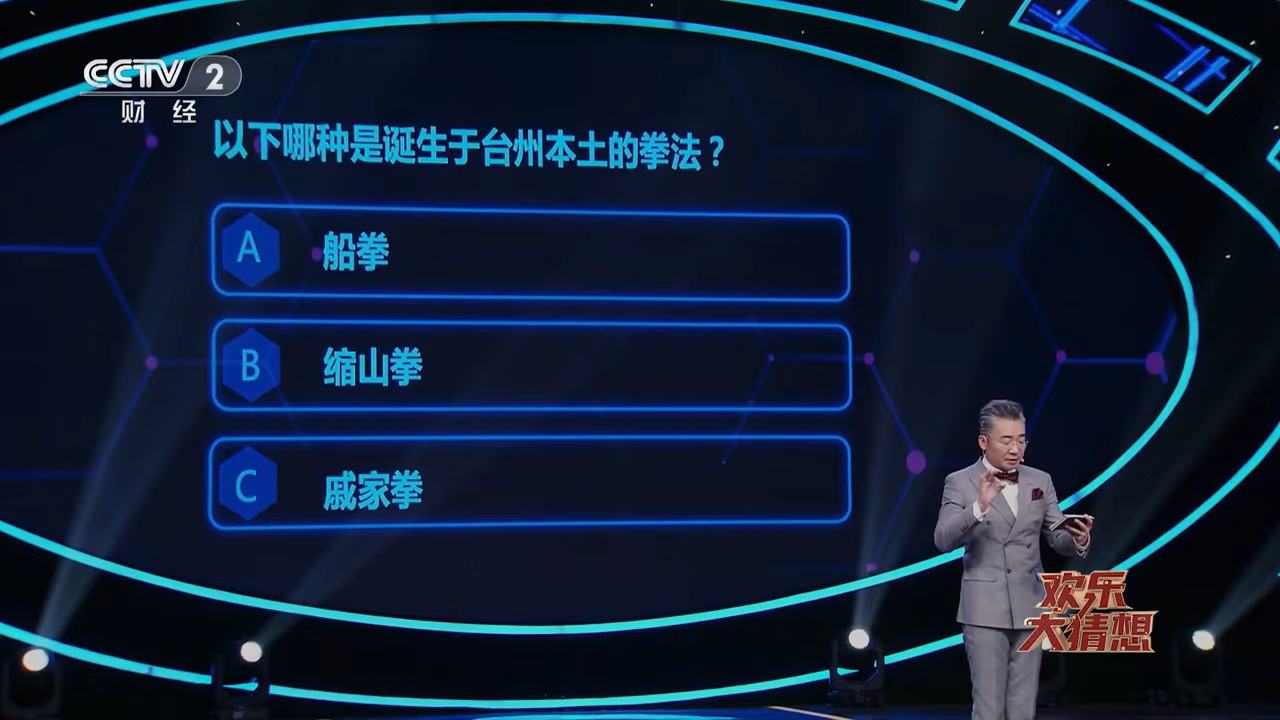 CCTV 2
财 经
以下哪种是诞生于台州本土的拳法？
A 船拳
B 缩山拳
C 戚家拳
欢乐
大猜想